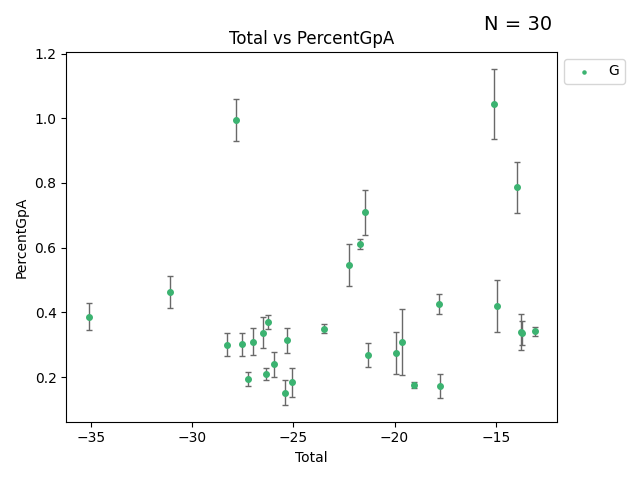 N = 30
Total vs PercentGpA
G
PercentGpA
1.2
1.0
0.8
0.6
0.4
0.2
−35 −30 −25 −20 −15
Total